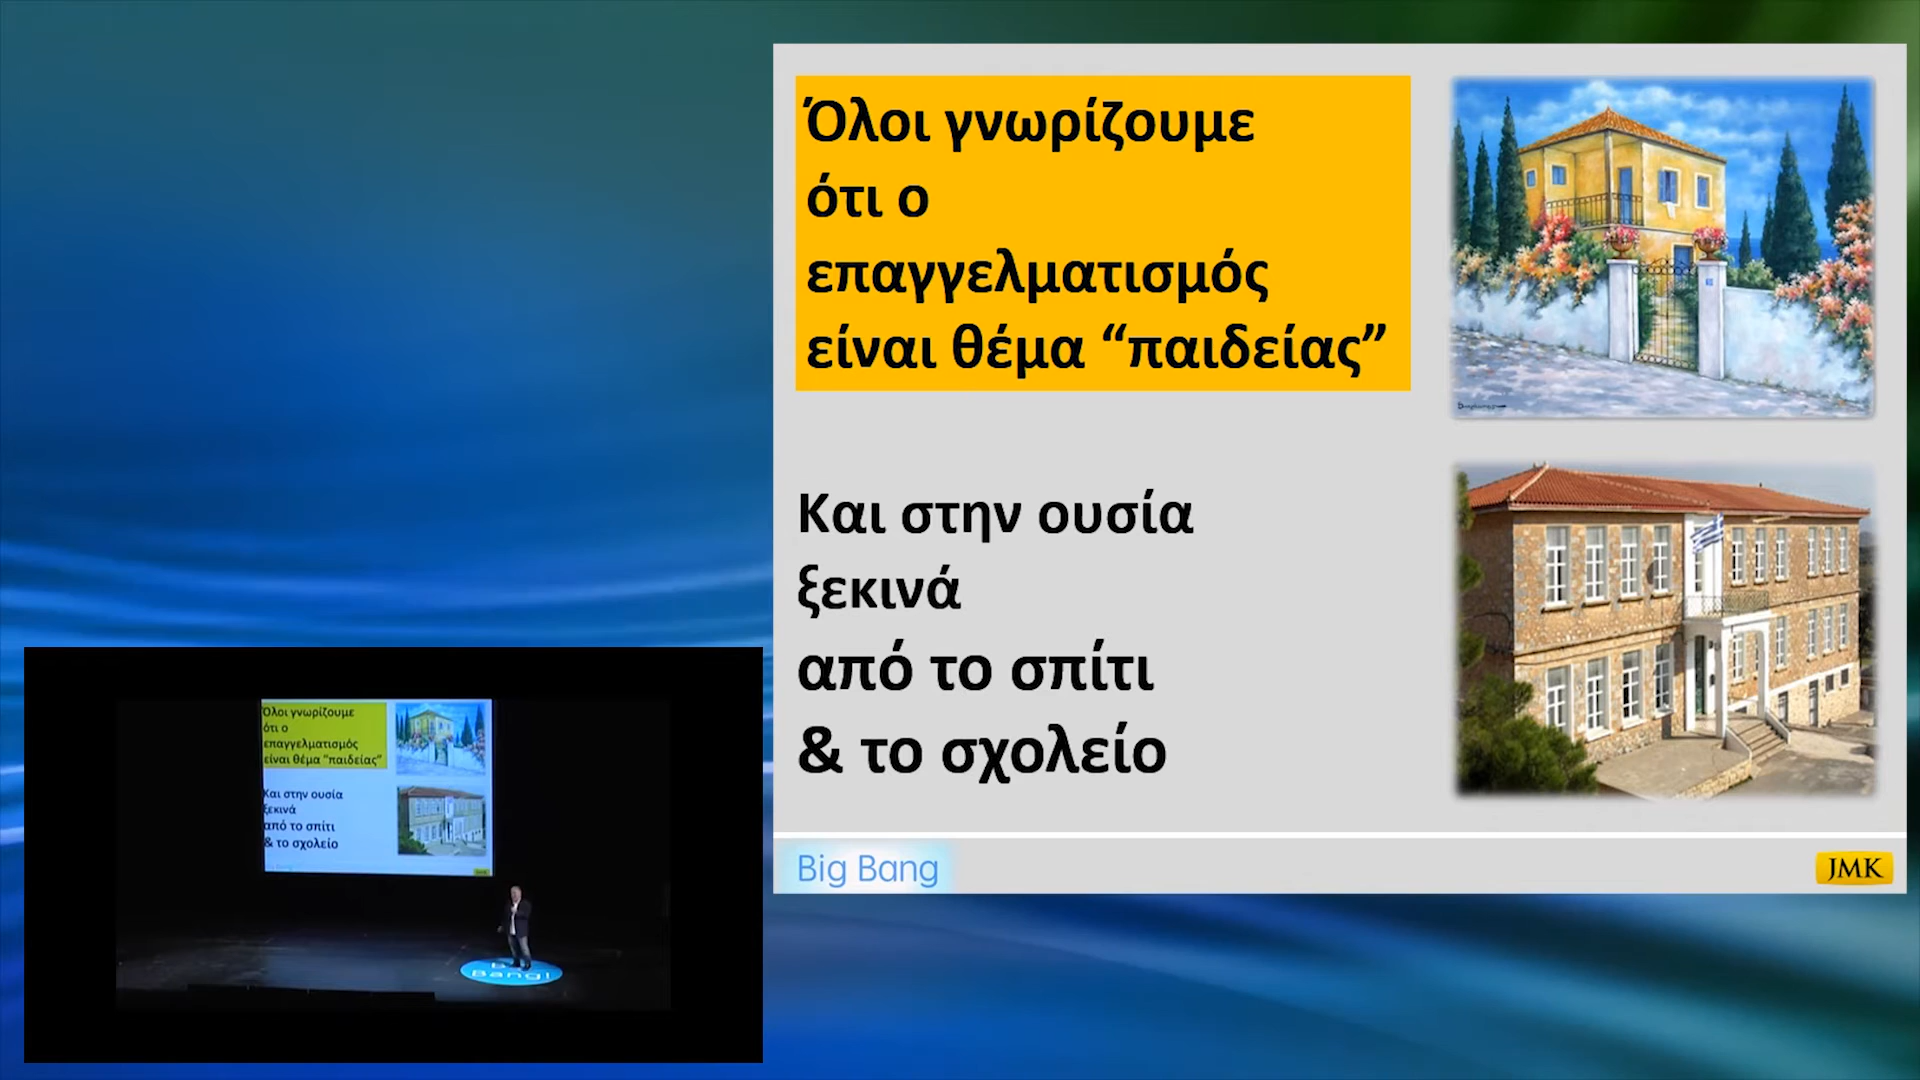 Όλοι γνωρίζουμε
ότι ο
επαγγελματισμός
είναι θέμα “παιδείας”
Και στην ουσία
ξεκινά
από το σπίτι
& το σχολείο
Big Bang
JMK
Όλοι γνωρίζουμε
ότι ο
επαγγελματισμός
είναι θέμα “παιδείας”
Και στην ουσία
ξεκινά
από το σπίτι
& το σχολείο
Bang!